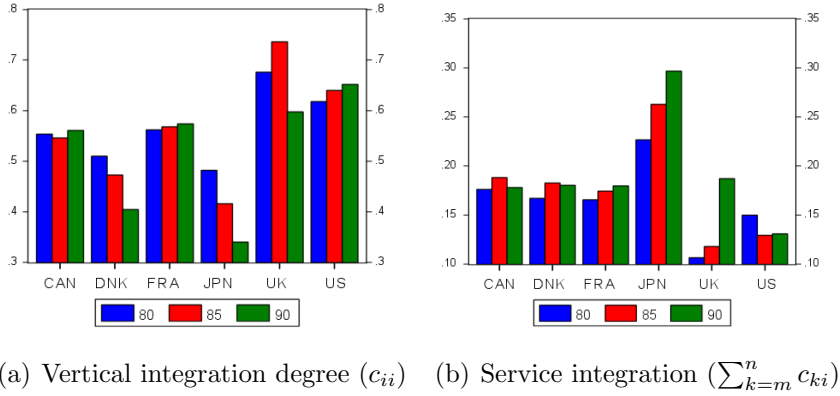 .8 .8
.7 .7
.6 .6
.5 .5
.4 .4
.3 .3
CAN DNK FRA JPN UK US
80 85 90
.35 .35
.30 .30
.25 .25
.20 .20
.15 .15
.10 .10
CAN DNK FRA JPN UK US
80 85 90
(a) Vertical integration degree (c_{ii})
(b) Service integration (∑_{k=m}^{n} c_{ki})